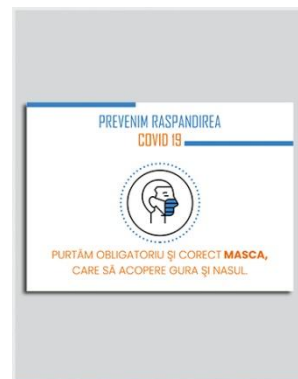 PREVENIM RASPANDIREA
COVID 19
PURTĂM OBLIGATORIU ŞI CORECT MASCA,
CARE SĂ ACOPERE GURA ŞI NASUL.